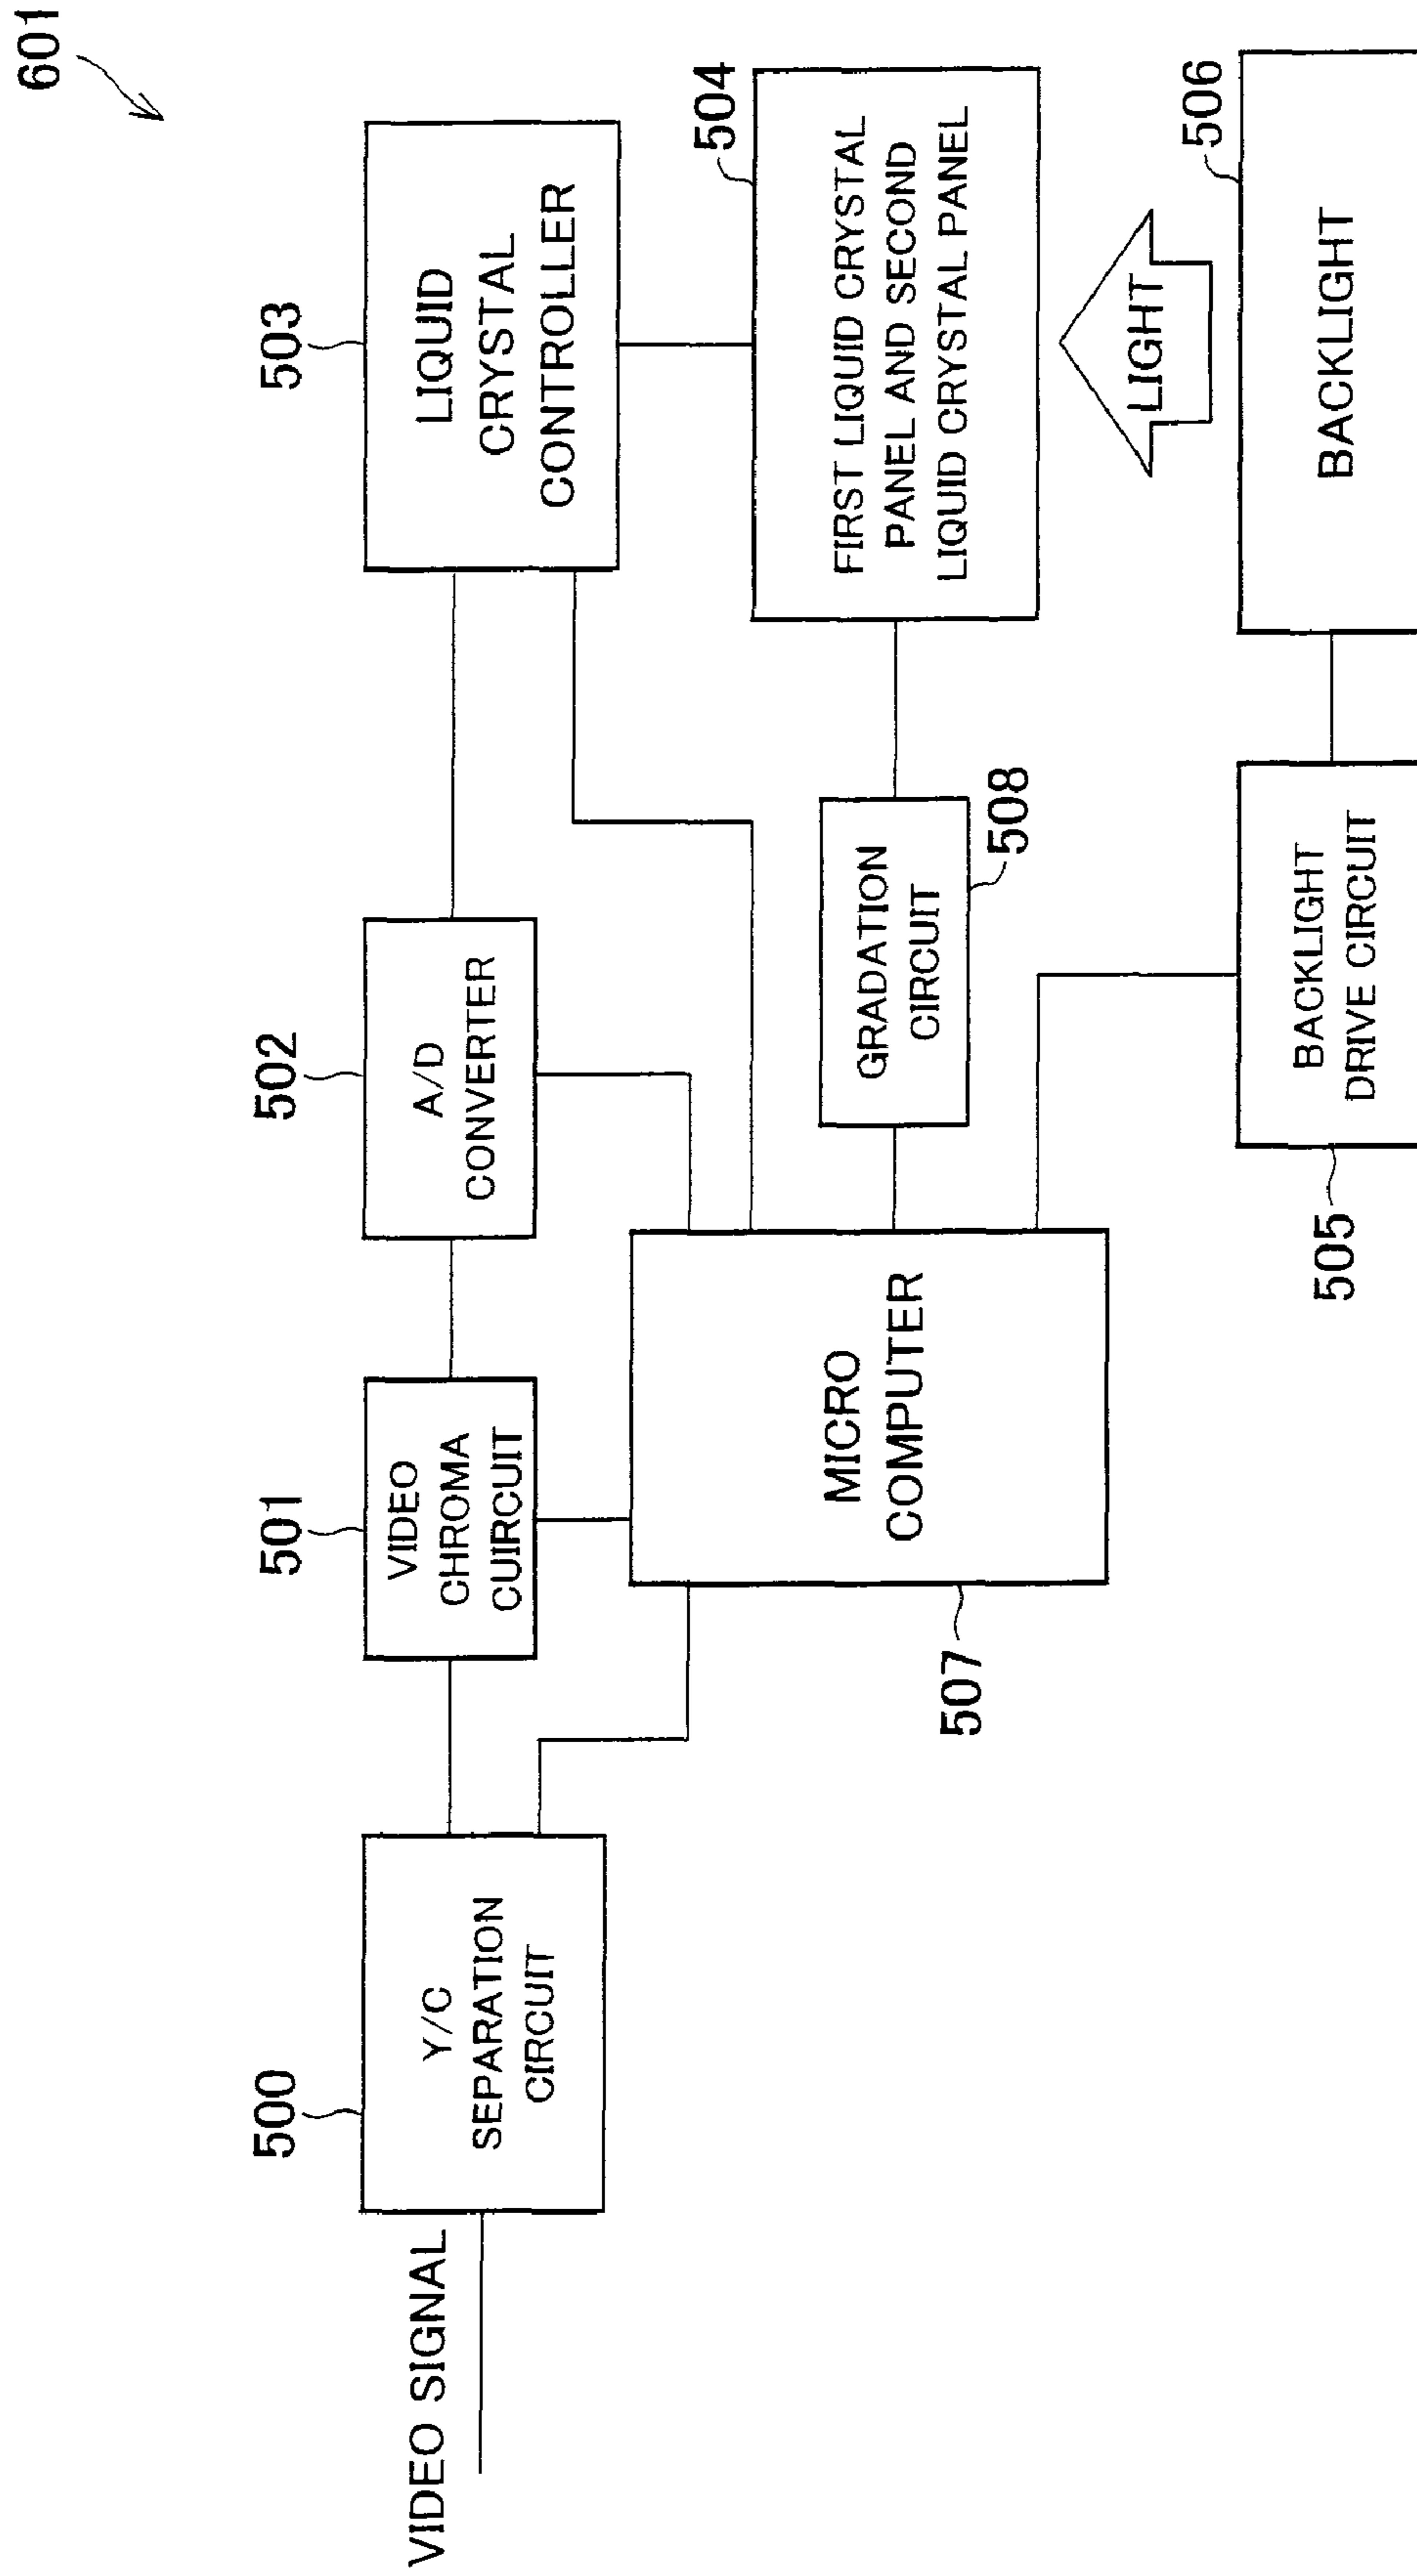 601
VIDEO SIGNAL
500
Y/C
SEPARATION
CIRCUIT
501
VIDEO
CHROMA
CUIRCUIT
502
A/D
CONVERTER
503
LIQUID
CRYSTAL
CONTROLLER
507
MICRO
COMPUTER
GRADATION
CIRCUIT
508
504
FIRST LIQUID CRYSTAL
PANEL AND SECOND
LIQUID CRYSTAL PANEL
LIGHT
505
BACKLIGHT
DRIVE CIRCUIT
506
BACKLIGHT